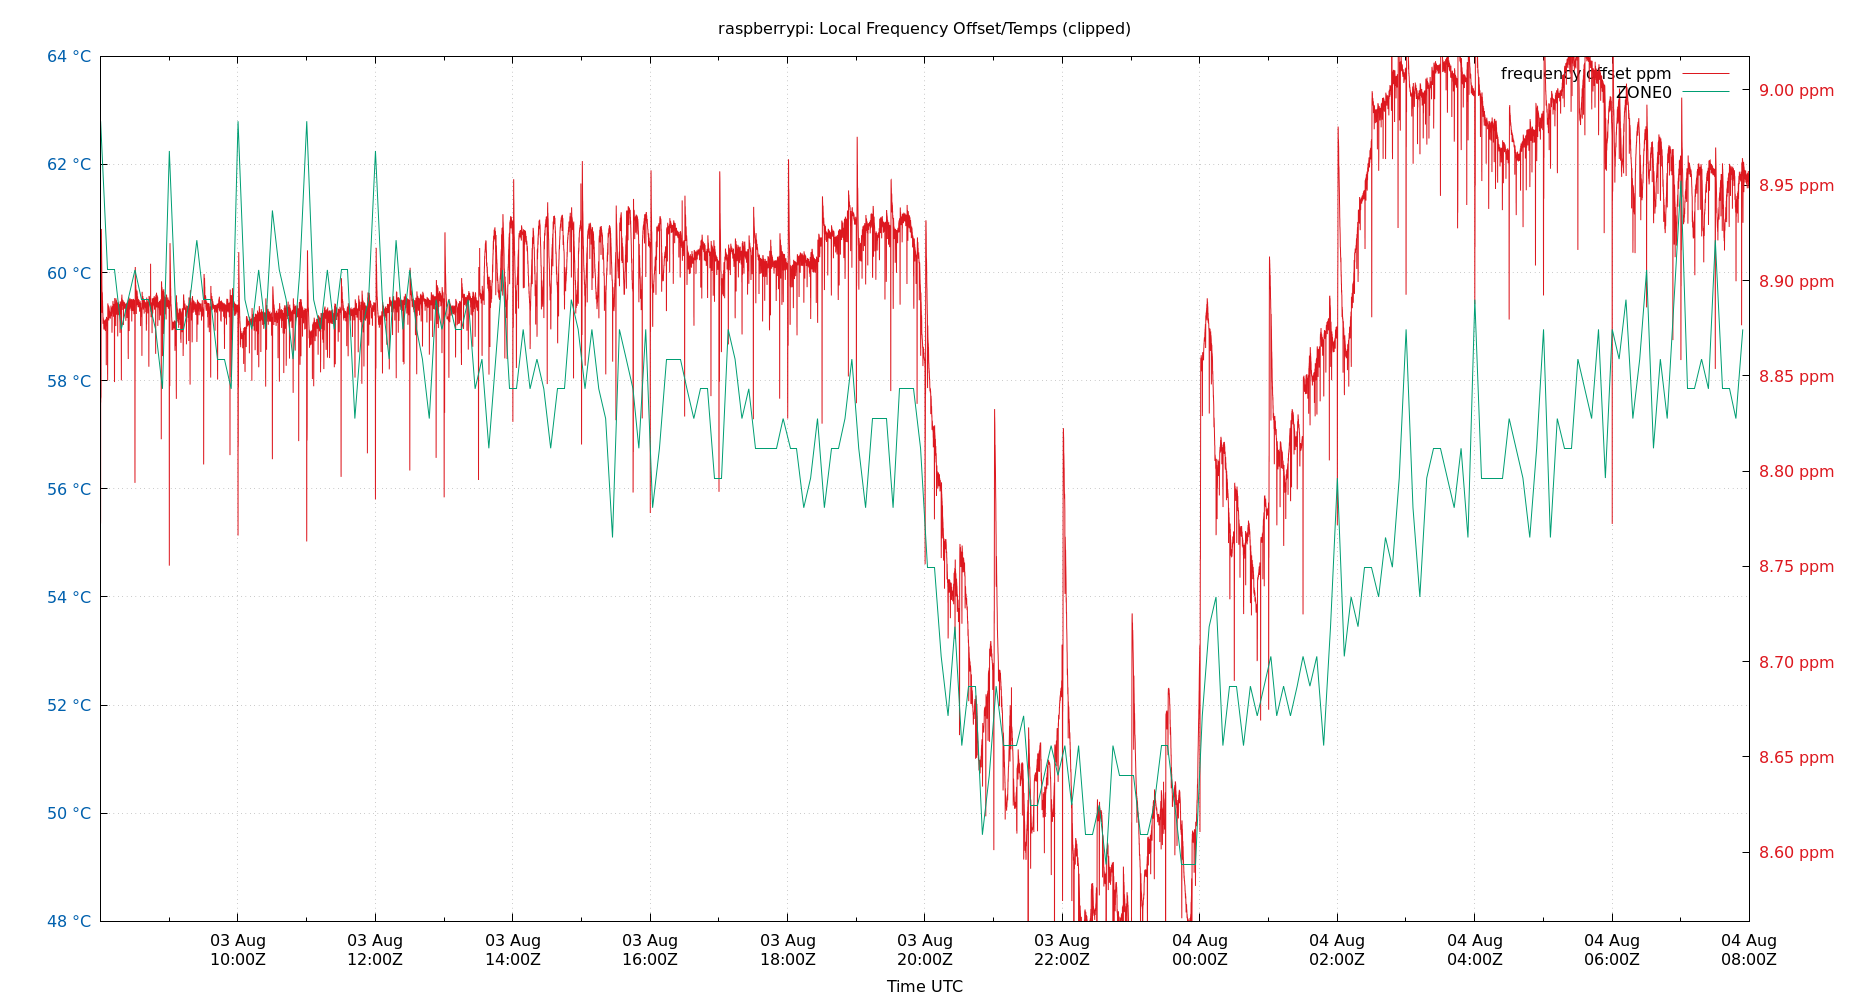 raspberrypi: Local Frequency Offset/Temps (clipped)
64 °C
62 °C
60 °C
58 °C
56 °C
54 °C
52 °C
50 °C
48 °C
frequency offset ppm
ZONE0
9.00 ppm
8.95 ppm
8.90 ppm
8.85 ppm
8.80 ppm
8.75 ppm
8.70 ppm
8.65 ppm
8.60 ppm
03 Aug 03 Aug 03 Aug 03 Aug 03 Aug 03 Aug 03 Aug 04 Aug 04 Aug 04 Aug 04 Aug 04 Aug
10:00Z 12:00Z 14:00Z 16:00Z 18:00Z 20:00Z 22:00Z 00:00Z 02:00Z 04:00Z 06:00Z 08:00Z
Time UTC